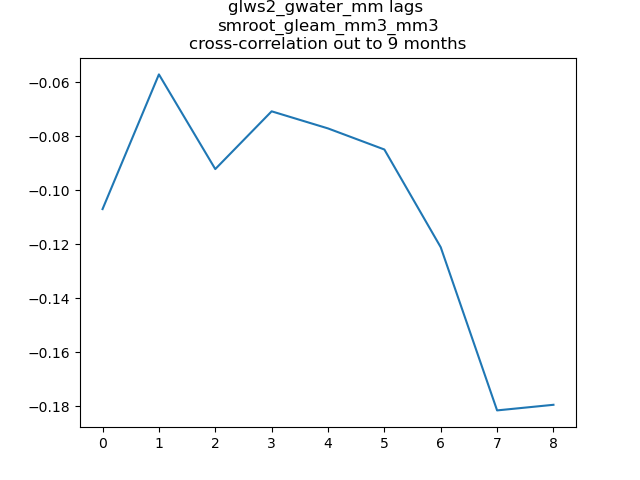 glws2_gwater_mm lags
smroot_gleam_mm3_mm3
cross-correlation out to 9 months
−0.06
−0.08
−0.10
−0.12
−0.14
−0.16
−0.18
0 1 2 3 4 5 6 7 8